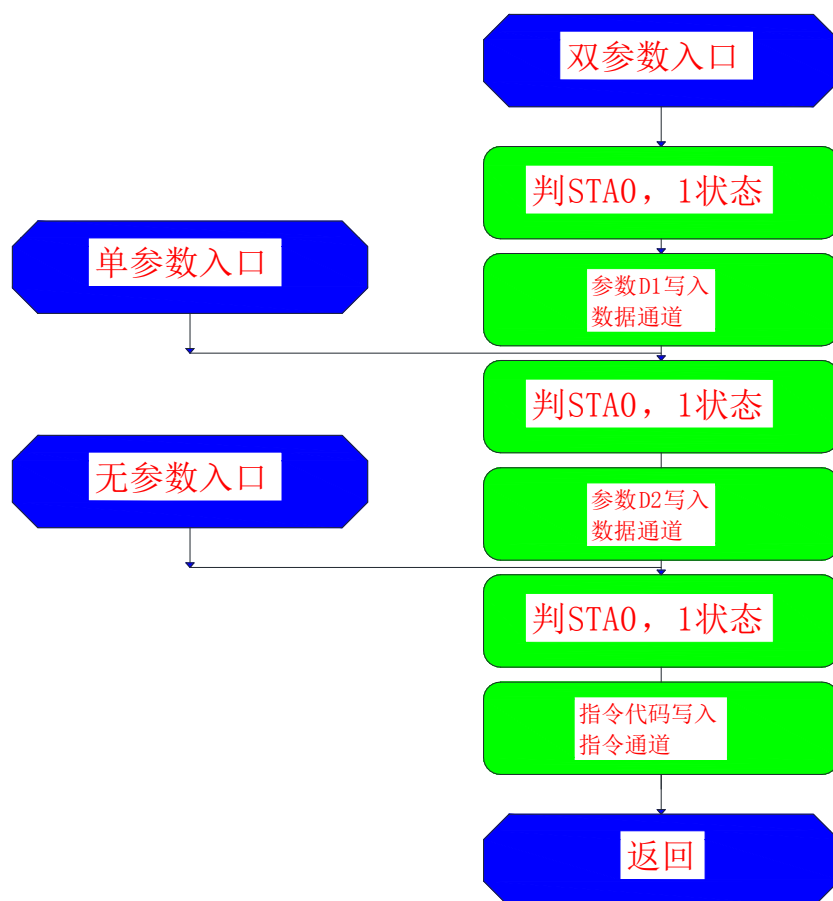 双参数入口
判STA0，1状态
单参数入口
参数D1写入
数据通道
判STA0，1状态
无参数入口
参数D2写入
数据通道
判STA0，1状态
指令代码写入
指令通道
返回